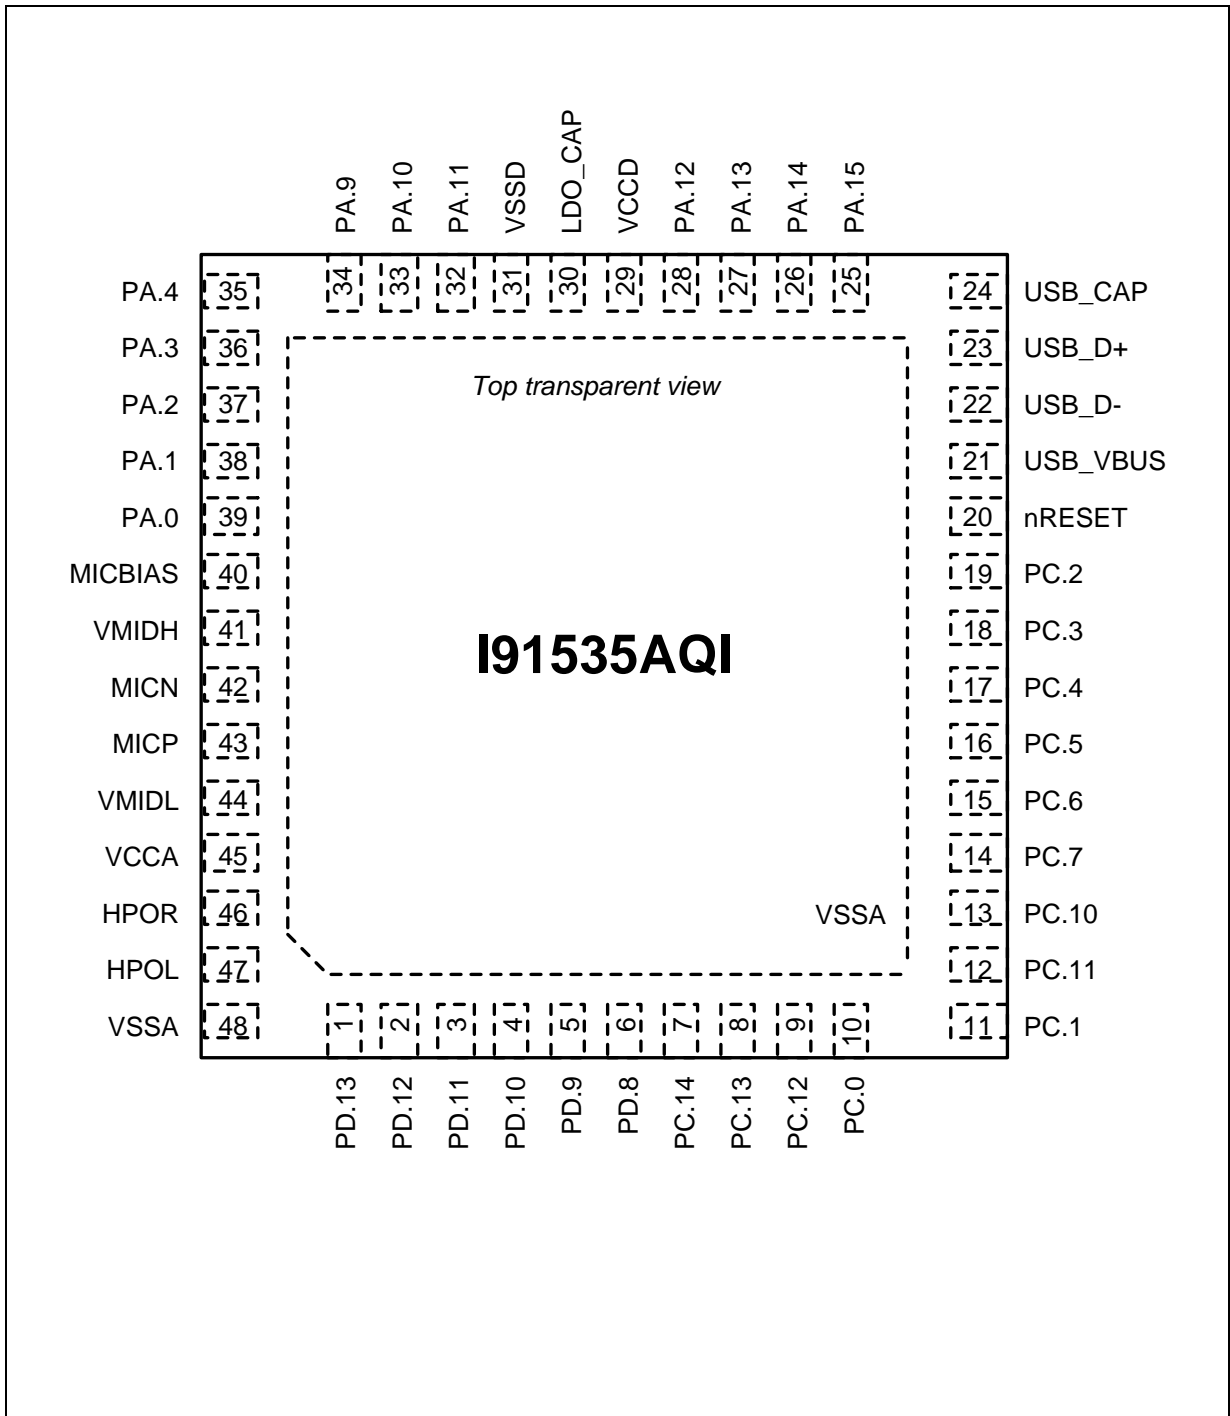 PA.9
PA.10
PA.11
VSSD
LDO_CAP
VCCD
PA.12
PA.13
PA.14
PA.15
34
33
32
31
30
29
28
27
26
25
PA.4 35
PA.3 36
PA.2 37
PA.1 38
PA.0 39
MICBIAS 40
VMIDH 41
MICN 42
MICP 43
VMIDL 44
VCCA 45
HPOR 46
HPOL 47
VSSA 48
Top transparent view
I91535AQI
VSSA
24 USB_CAP
23 USB_D+
22 USB_D-
21 USB_VBUS
20 nRESET
19 PC.2
18 PC.3
17 PC.4
16 PC.5
15 PC.6
14 PC.7
13 PC.10
12 PC.11
11 PC.1
1
2
3
4
5
6
7
8
9
10
PD.13
PD.12
PD.11
PD.10
PD.9
PD.8
PC.14
PC.13
PC.12
PC.0